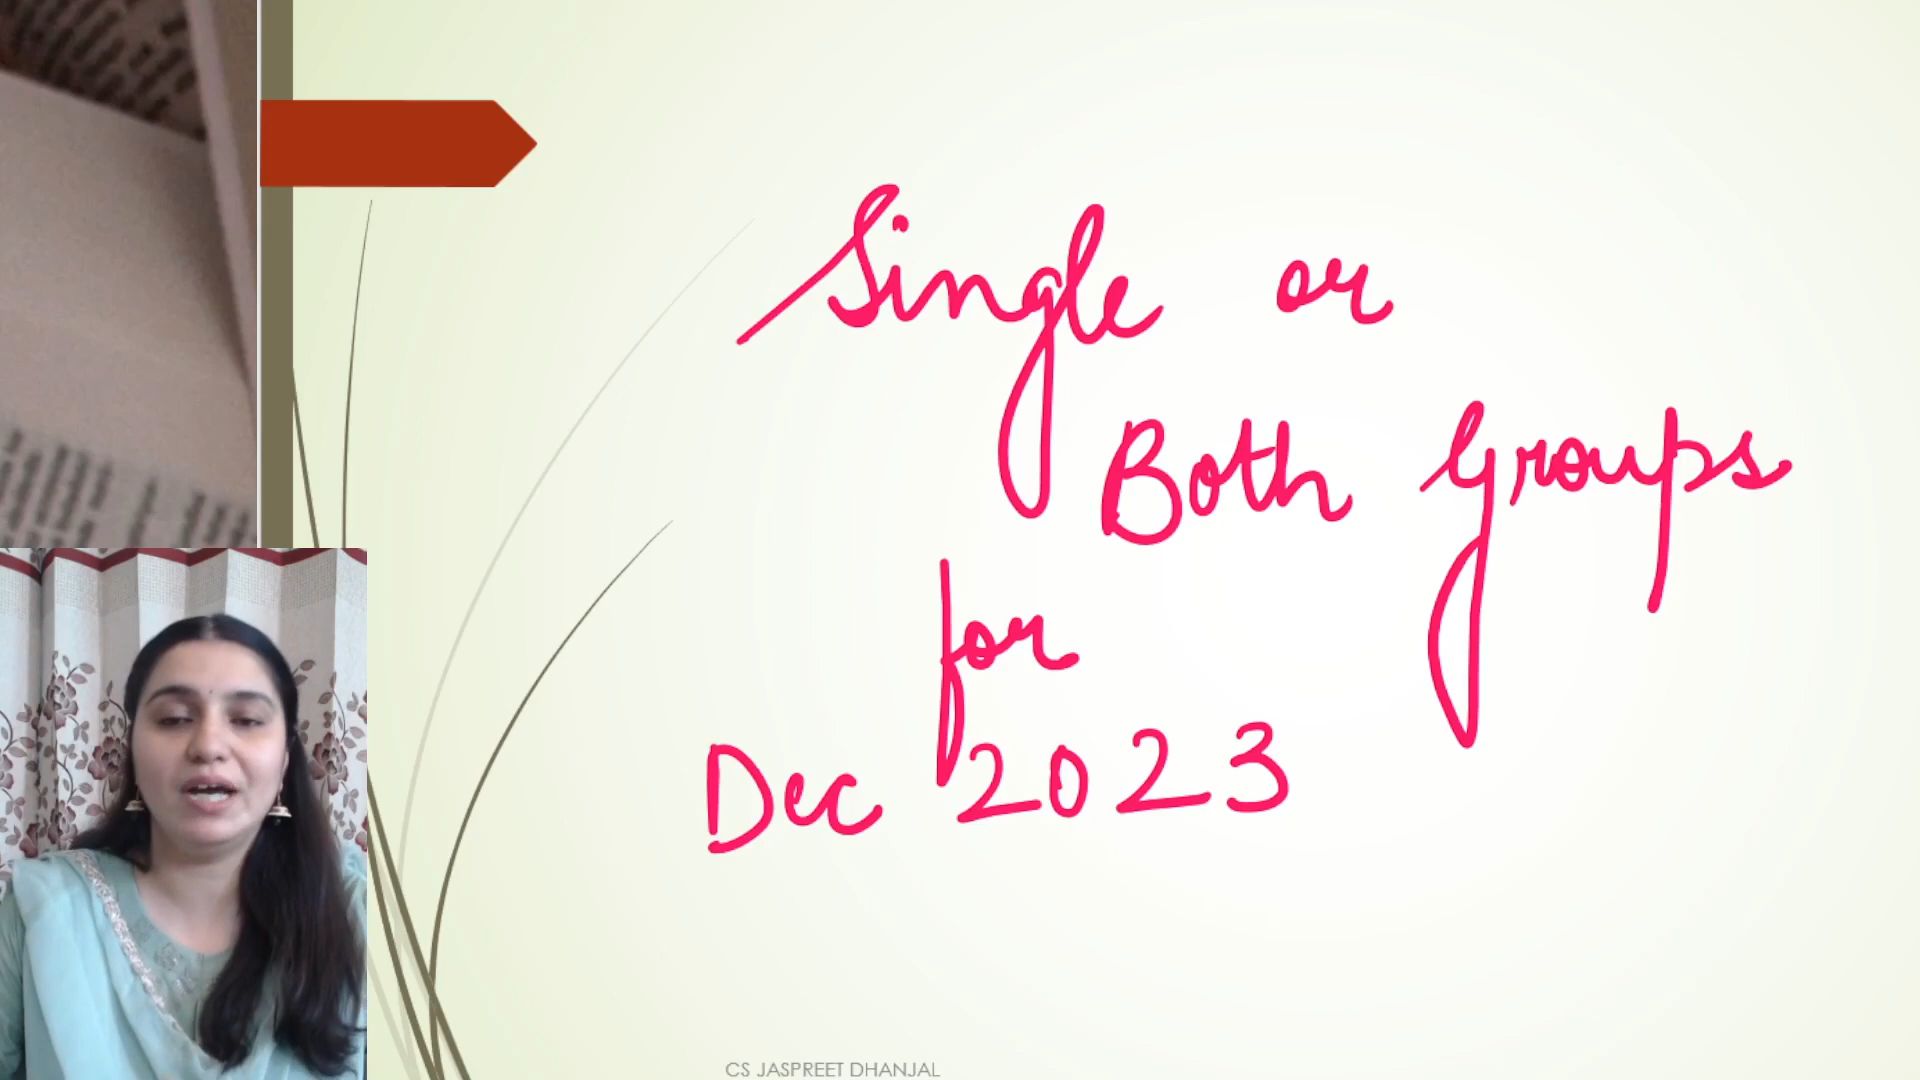 Single or
Both Groups
for
Dec 2023
CS JASPREET DHANJAL